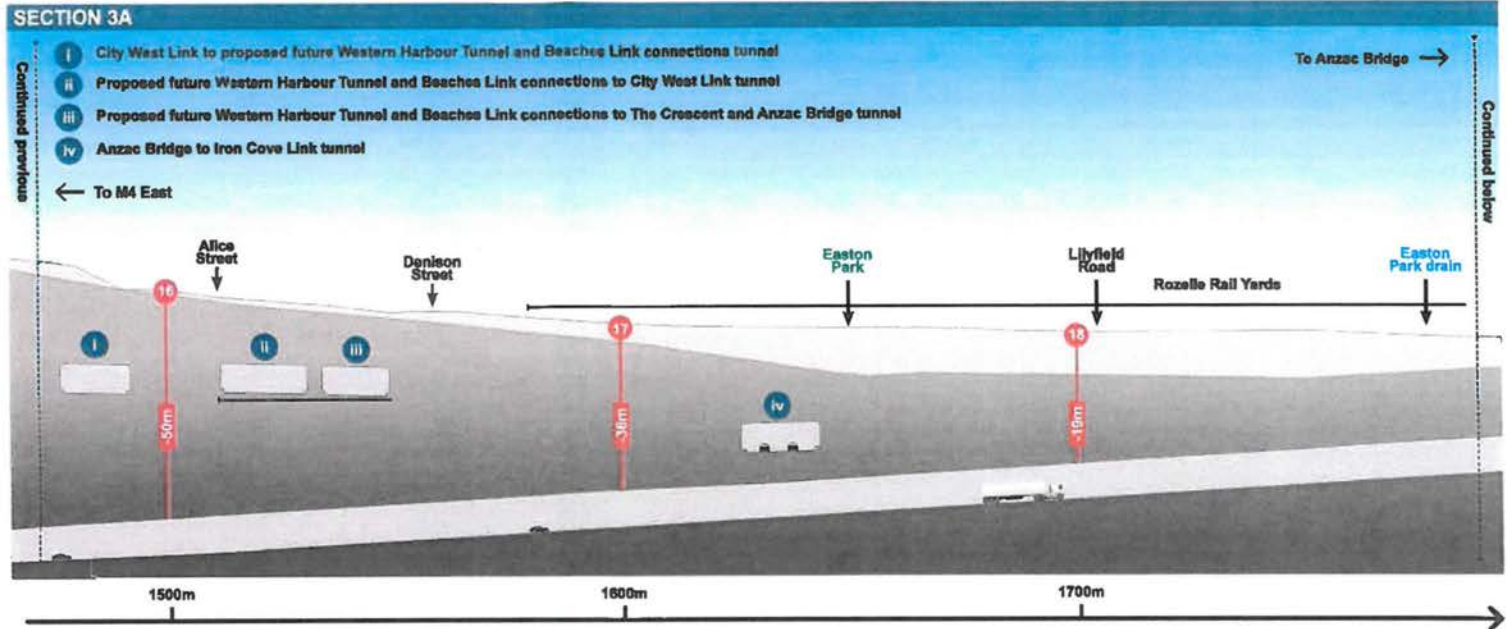 SECTION 3A
i City West Link to proposed future Western Harbour Tunnel and Beaches Link connections tunnel
ii Proposed future Western Harbour Tunnel and Beaches Link connections to City West Link tunnel
iii Proposed future Western Harbour Tunnel and Beaches Link connections to The Crescent and Anzac Bridge tunnel
iv Anzac Bridge to Iron Cove Link tunnel
To Anzac Bridge →
Continued previous
Continued below
← To M4 East
Alice
Street
Denison
Street
Easton
Park
Lilyfield
Road
Rozelle Rail Yards
Easton
Park drain
16
17
18
i
ii
iii
iv
-50m
-36m
-19m
1500m
1600m
1700m